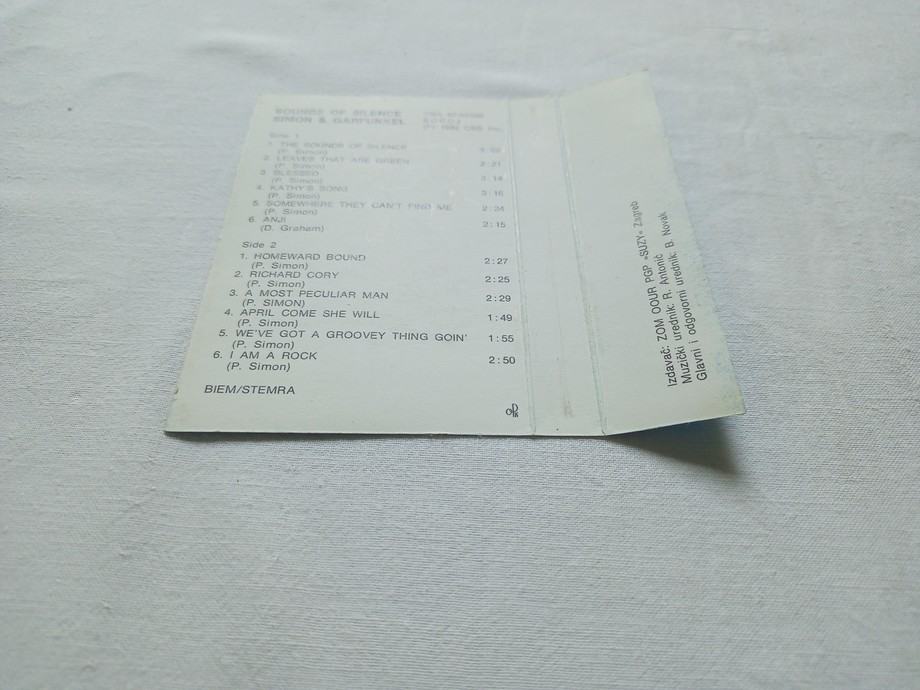 SOUNDS OF SILENCE
SIMON & GARFUNKEL
Side 1
1. THE SOUNDS OF SILENCE
(P. Simon)
2. LEAVES THAT ARE GREEN 2:21
(P. Simon)
3. BLESSED 3:14
(P. Simon)
4. KATHY'S SONG 3:16
(P. Simon)
5. SOMEWHERE THEY CAN'T FIND ME 2:34
(P. Simon)
6. ANJI 2:15
(D. Graham)
Side 2
1. HOMEWARD BOUND 2:27
(P. Simon)
2. RICHARD CORY 2:25
(P. Simon)
3. A MOST PECULIAR MAN 2:29
(P. SIMON)
4. APRIL COME SHE WILL 1:49
(P. Simon)
5. WE'VE GOT A GROOVEY THING GOIN' 1:55
(P. Simon)
6. I AM A ROCK 2:50
(P. Simon)
BIEM/STEMRA
Izdavač: ZOM OOUR PGP »SUZY« Zagreb
Muzički urednik: R. Antonič
Glavni i odgovorni urednik: B. Novak